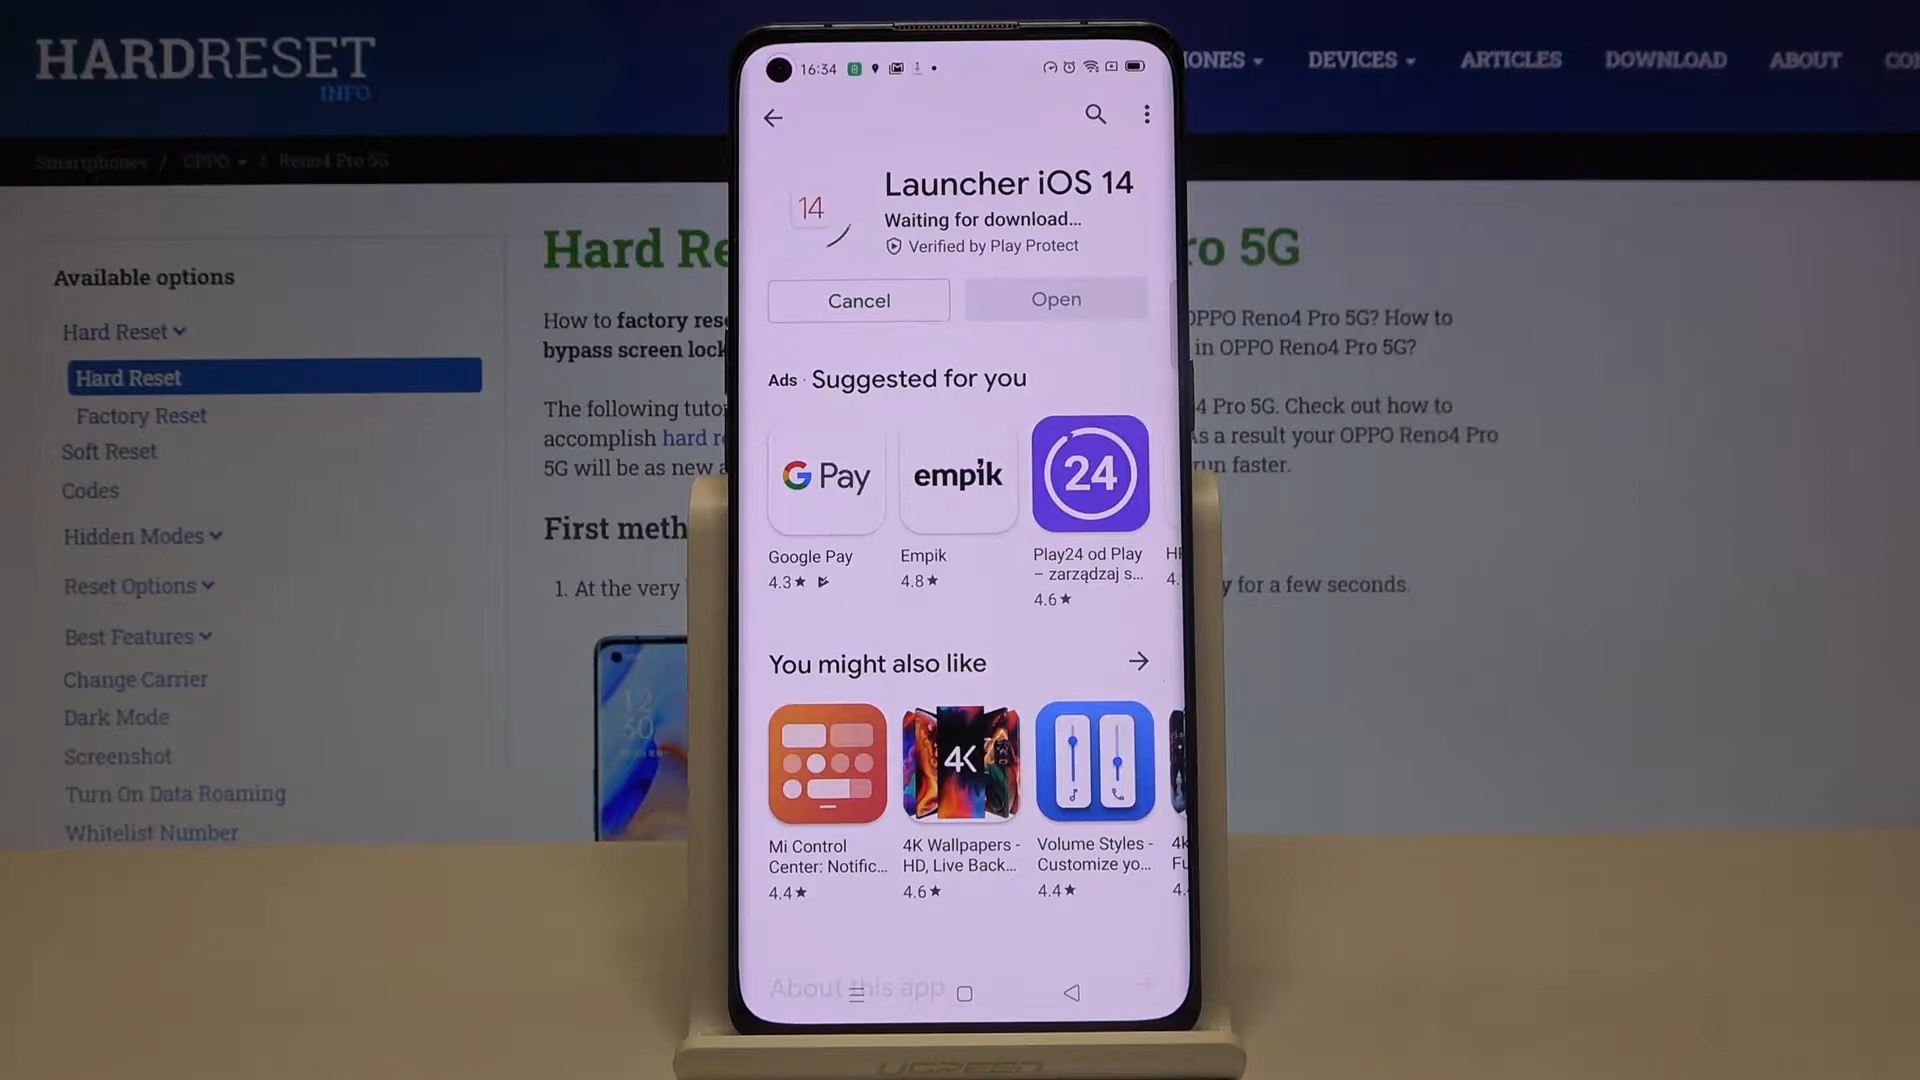 HARDRESET
INFO
HONES
DEVICES
ARTICLES
DOWNLOAD
ABOUT
Smartphones / OPPO / Reno4 Pro 5G
Available options
Hard Reset
Hard Reset
Factory Reset
Soft Reset
Codes
Hidden Modes
Reset Options
Best Features
Change Carrier
Dark Mode
Screenshot
Turn On Data Roaming
Whitelist Number
Hard Re
ro 5G
How to factory res
OPPO Reno4 Pro 5G? How to
bypass screen lock
in OPPO Reno4 Pro 5G?
The following tuto
4 Pro 5G. Check out how to
accomplish hard r
As a result your OPPO Reno4 Pro
5G will be as new a
run faster.
First meth
1. At the very
y for a few seconds.
12
30
16:34
14
Launcher iOS 14
Waiting for download...
Verified by Play Protect
Cancel
Open
Ads · Suggested for you
G Pay
empik
24
Google Pay
4.3★
Empik
4.8★
Play24 od Play
– zarządzaj s...
4.6★
You might also like
4K
Mi Control
Center: Notific...
4.4★
4K Wallpapers -
HD, Live Back...
4.6★
Volume Styles -
Customize yo...
4.4★
4k
Fu
4.
About this app
UGREEN